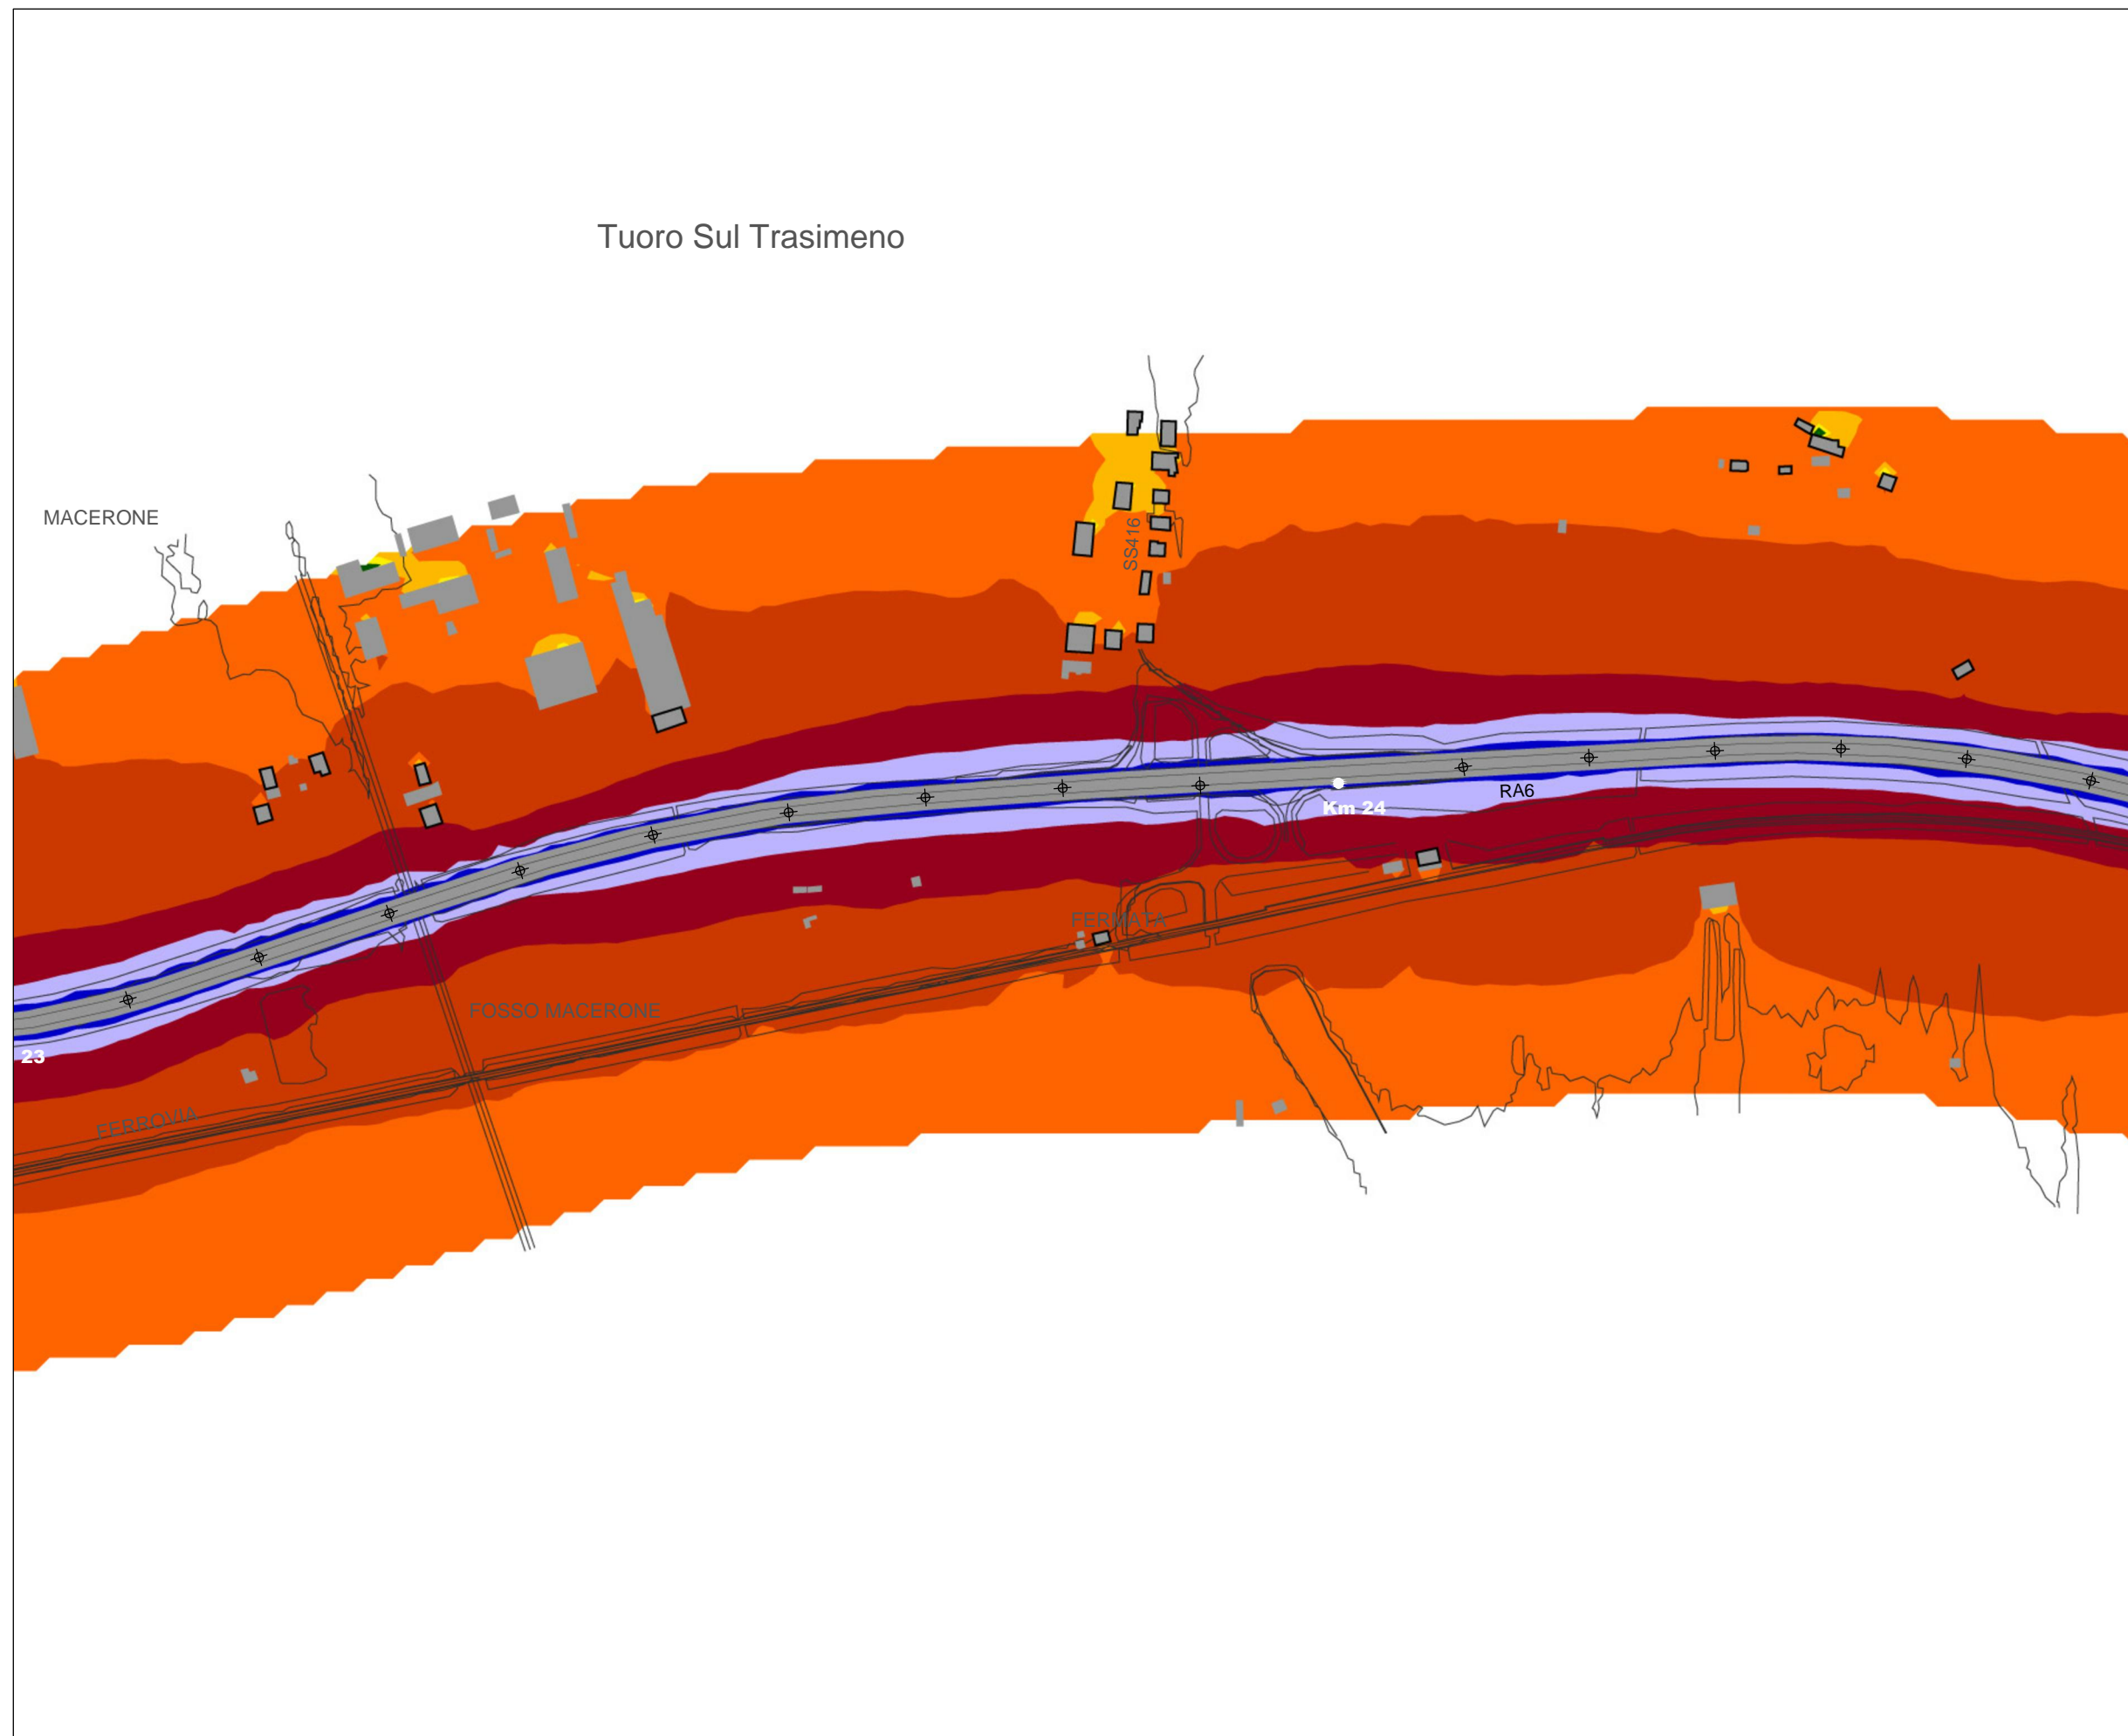 Tuoro Sul Trasimeno
MACERONE
SS416
RA6
Km 24
FERMATA
FOSSO MACERONE
23
FERROVIA